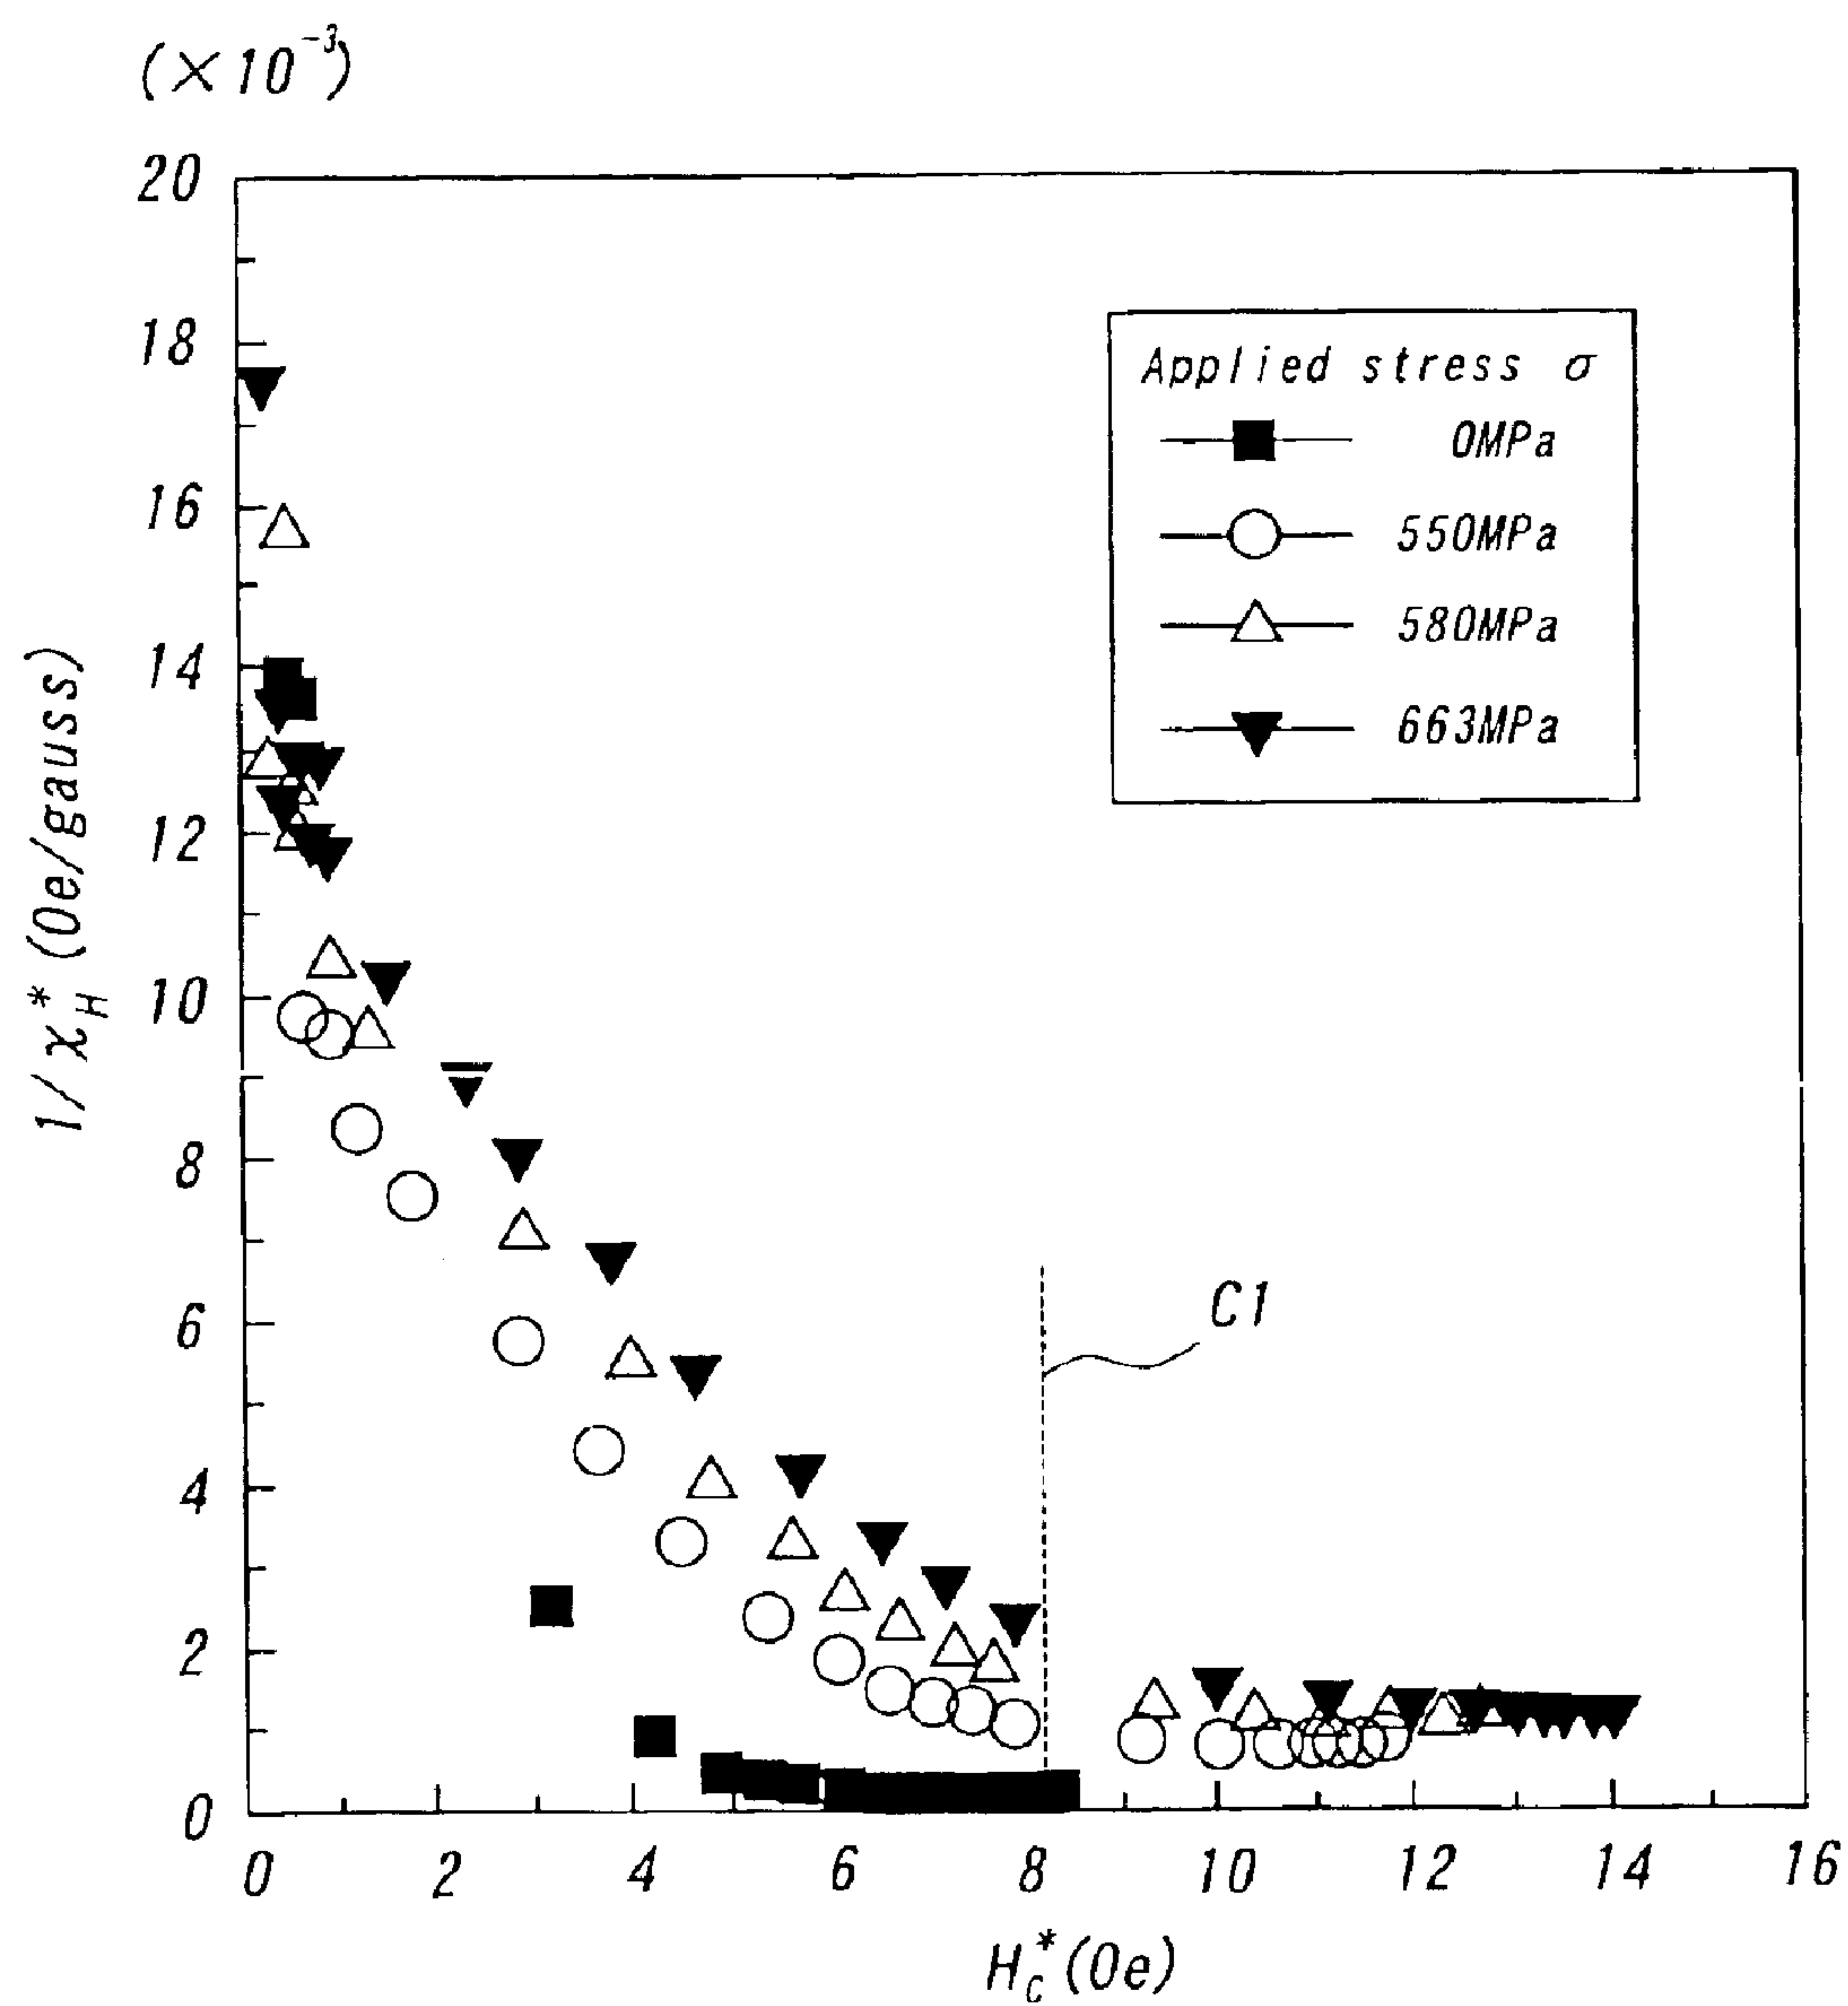 (×10⁻³)
20
18
16
14
12
10
8
6
4
2
0
1/χ*H (Oe/gauss)
Applied stress σ
0MPa
550MPa
580MPa
663MPa
C1
0 2 4 6 8 10 12 14 16
HC*(Oe)